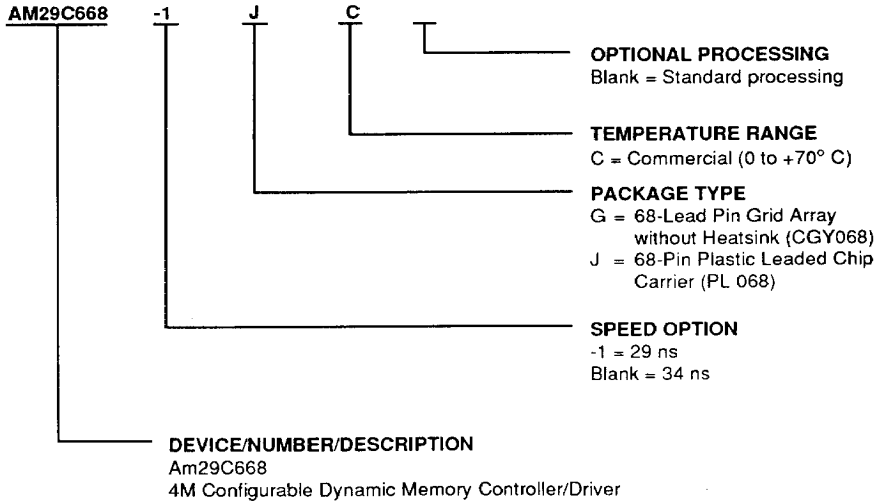 AM29C668 -1 J C
OPTIONAL PROCESSING
Blank = Standard processing
TEMPERATURE RANGE
C = Commercial (0 to +70° C)
PACKAGE TYPE
G = 68-Lead Pin Grid Array
without Heatsink (CGY068)
J = 68-Pin Plastic Leaded Chip
Carrier (PL 068)
SPEED OPTION
-1 = 29 ns
Blank = 34 ns
DEVICE/NUMBER/DESCRIPTION
Am29C668
4M Configurable Dynamic Memory Controller/Driver